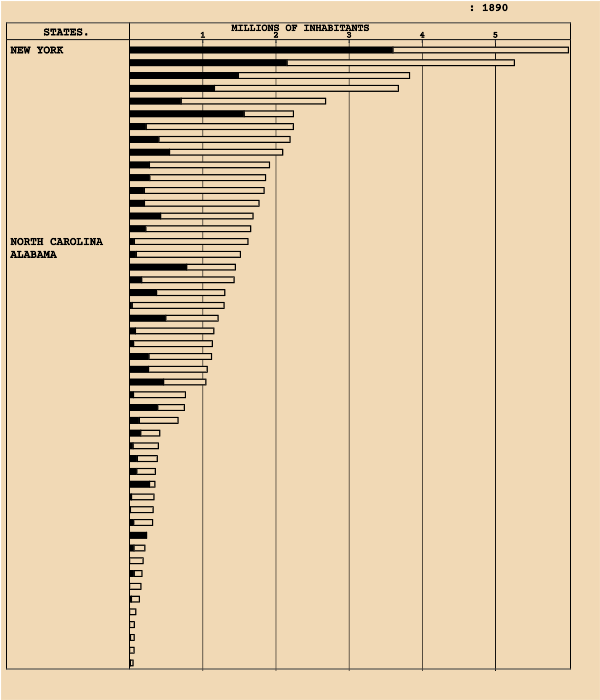 : 1890
STATES.
MILLIONS OF INHABITANTS
1 2 3 4 5
NEW YORK
NORTH CAROLINA
ALABAMA